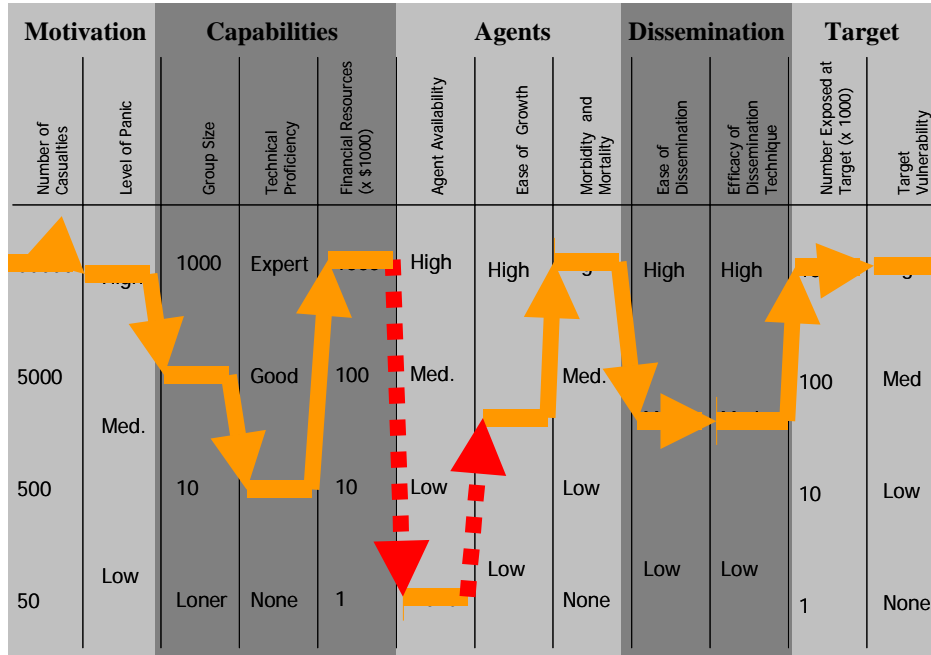 Motivation
Capabilities
Agents
Dissemination
Target
Number of
Casualties
Level of Panic
Group Size
Technical
Proficiency
Financial Resources
(x $1000)
Agent Availability
Ease of Growth
Morbidity and
Mortality
Ease of
Dissemination
Efficacy of
Dissemination
Technique
Number Exposed at
Target (x 1000)
Target
Vulnerability
High
1000
Expert
High
High
High
High
5000
Good
100
Med.
Med.
100
Med
Med.
500
10
10
Low
Low
10
Low
Low
Low
Low
Low
50
Loner
None
1
None
1
None